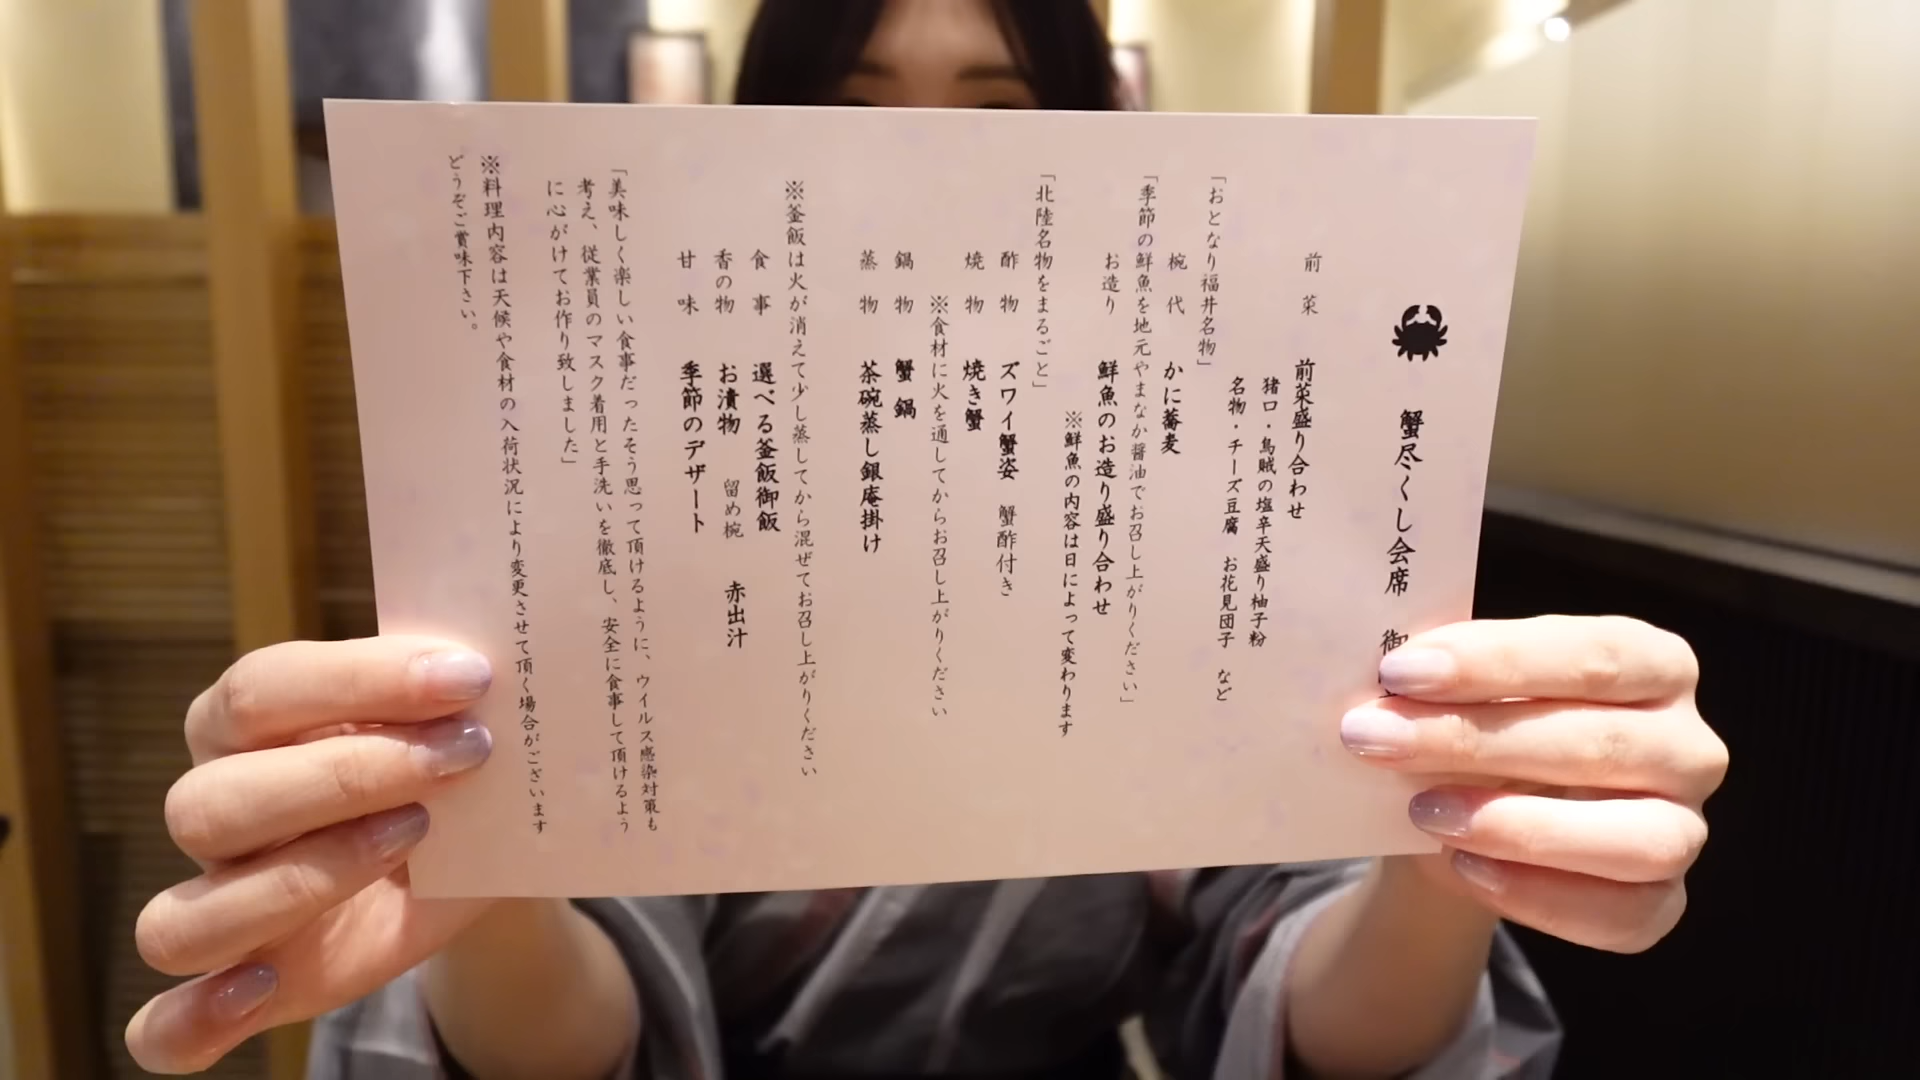 蟹尽くし会席 御
前菜 前菜盛り合わせ
猪口・烏賊の塩辛天盛り柚子粉
名物・チーズ豆腐 お花見団子 など
「おとなり福井名物」
椀代 かに蕎麦
「季節の鮮魚を地元やまなか醤油でお召し上がりください」
お造り 鮮魚のお造り盛り合わせ
※鮮魚の内容は日によって変わります
「北陸名物をまるごと」
酢物 ズワイ蟹姿 蟹酢付き
焼物 焼き蟹
※食材に火を通してからお召し上がりください
鍋物 蟹鍋
蒸物 茶碗蒸し銀庵掛け
※釜飯は火が消えて少し蒸してから混ぜてお召し上がりください
食事 選べる釜飯御飯
香の物 お漬物 留め椀 赤出汁
甘味 季節のデザート
「美味しく楽しい食事だったそう思って頂けるように、ウイルス感染対策も
考え、従業員のマスク着用と手洗いを徹底し、安全に食事して頂けるよう
に心がけてお作り致しました」
※料理内容は天候や食材の入荷状況により変更させて頂く場合がございます
どうぞご賞味下さい。